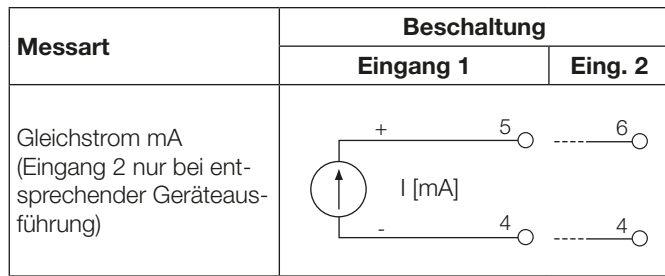 Messart
Beschaltung
Eingang 1
Eing. 2
Gleichstrom mA
(Eingang 2 nur bei ent-
sprechender Geräteaus-
führung)
+ 5 6
I [mA]
- 4 4